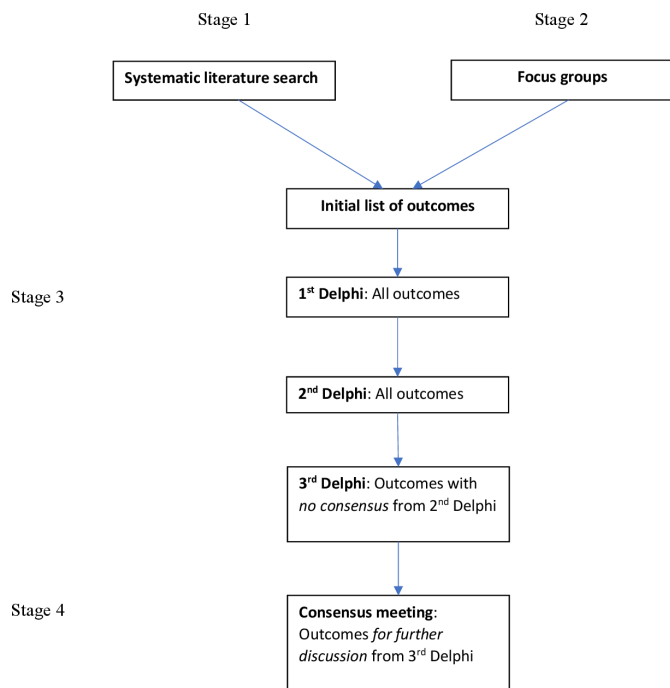 Stage 1
Stage 2
Systematic literature search
Focus groups
Initial list of outcomes
Stage 3
1st Delphi: All outcomes
2nd Delphi: All outcomes
3rd Delphi: Outcomes with
no consensus from 2nd Delphi
Stage 4
Consensus meeting:
Outcomes for further
discussion from 3rd Delphi